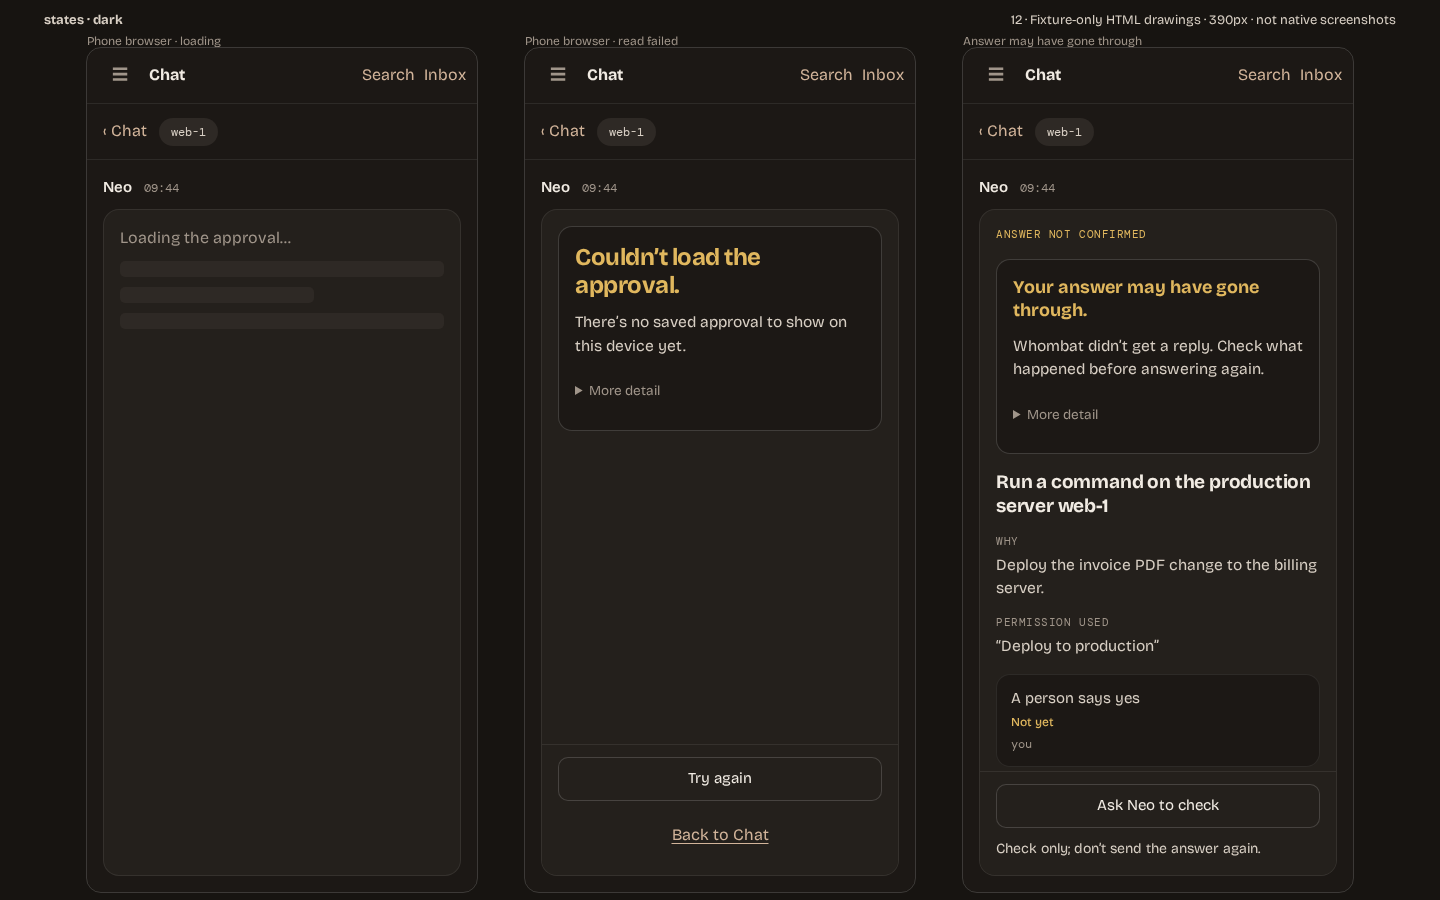 states · dark
12 · Fixture-only HTML drawings · 390px · not native screenshots
Phone browser · loading
☰ Chat Search Inbox
‹ Chat web-1
Neo 09:44
Loading the approval…
Phone browser · read failed
☰ Chat Search Inbox
‹ Chat web-1
Neo 09:44
Couldn’t load the
approval.
There’s no saved approval to show on
this device yet.
▶ More detail
Try again
Back to Chat
Answer may have gone through
☰ Chat Search Inbox
‹ Chat web-1
Neo 09:44
ANSWER NOT CONFIRMED
Your answer may have gone
through.
Whombat didn’t get a reply. Check what
happened before answering again.
▶ More detail
Run a command on the production
server web-1
WHY
Deploy the invoice PDF change to the billing
server.
PERMISSION USED
“Deploy to production”
A person says yes
Not yet
you
Ask Neo to check
Check only; don’t send the answer again.